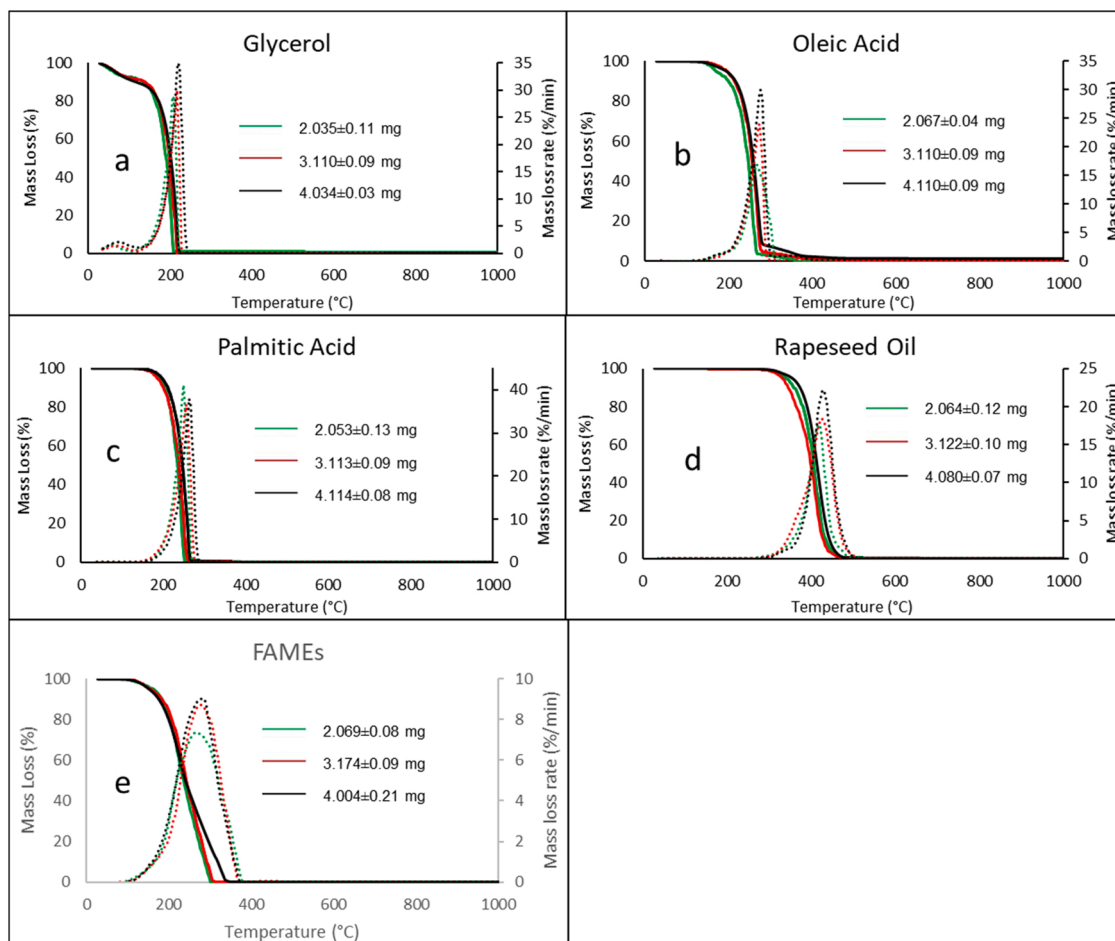 Glycerol
Mass Loss (%)
100
80
60
40
20
0
0
200
400
600
800
1000
Temperature (°C)
35
30
25
20
15
10
5
0
Mass loss rate (%/min)
a
2.035±0.11 mg
3.110±0.09 mg
4.034±0.03 mg
Oleic Acid
Mass Loss (%)
100
80
60
40
20
0
0
200
400
600
800
1000
Temperature (°C)
35
30
25
20
15
10
5
0
Mass loss rate (%/min)
b
2.067±0.04 mg
3.110±0.09 mg
4.110±0.09 mg
Palmitic Acid
Mass Loss (%)
100
80
60
40
20
0
0
200
400
600
800
1000
Temperature (°C)
40
30
20
10
0
Mass loss rate (%/min)
c
2.053±0.13 mg
3.113±0.09 mg
4.114±0.08 mg
Rapeseed Oil
Mass Loss (%)
100
80
60
40
20
0
0
200
400
600
800
1000
Temperature (°C)
25
20
15
10
5
0
Mass loss rate (%/min)
d
2.064±0.12 mg
3.122±0.10 mg
4.080±0.07 mg
FAMEs
Mass Loss (%)
100
80
60
40
20
0
0
200
400
600
800
1000
Temperature (°C)
10
8
6
4
2
0
Mass loss rate (%/min)
e
2.069±0.08 mg
3.174±0.09 mg
4.004±0.21 mg